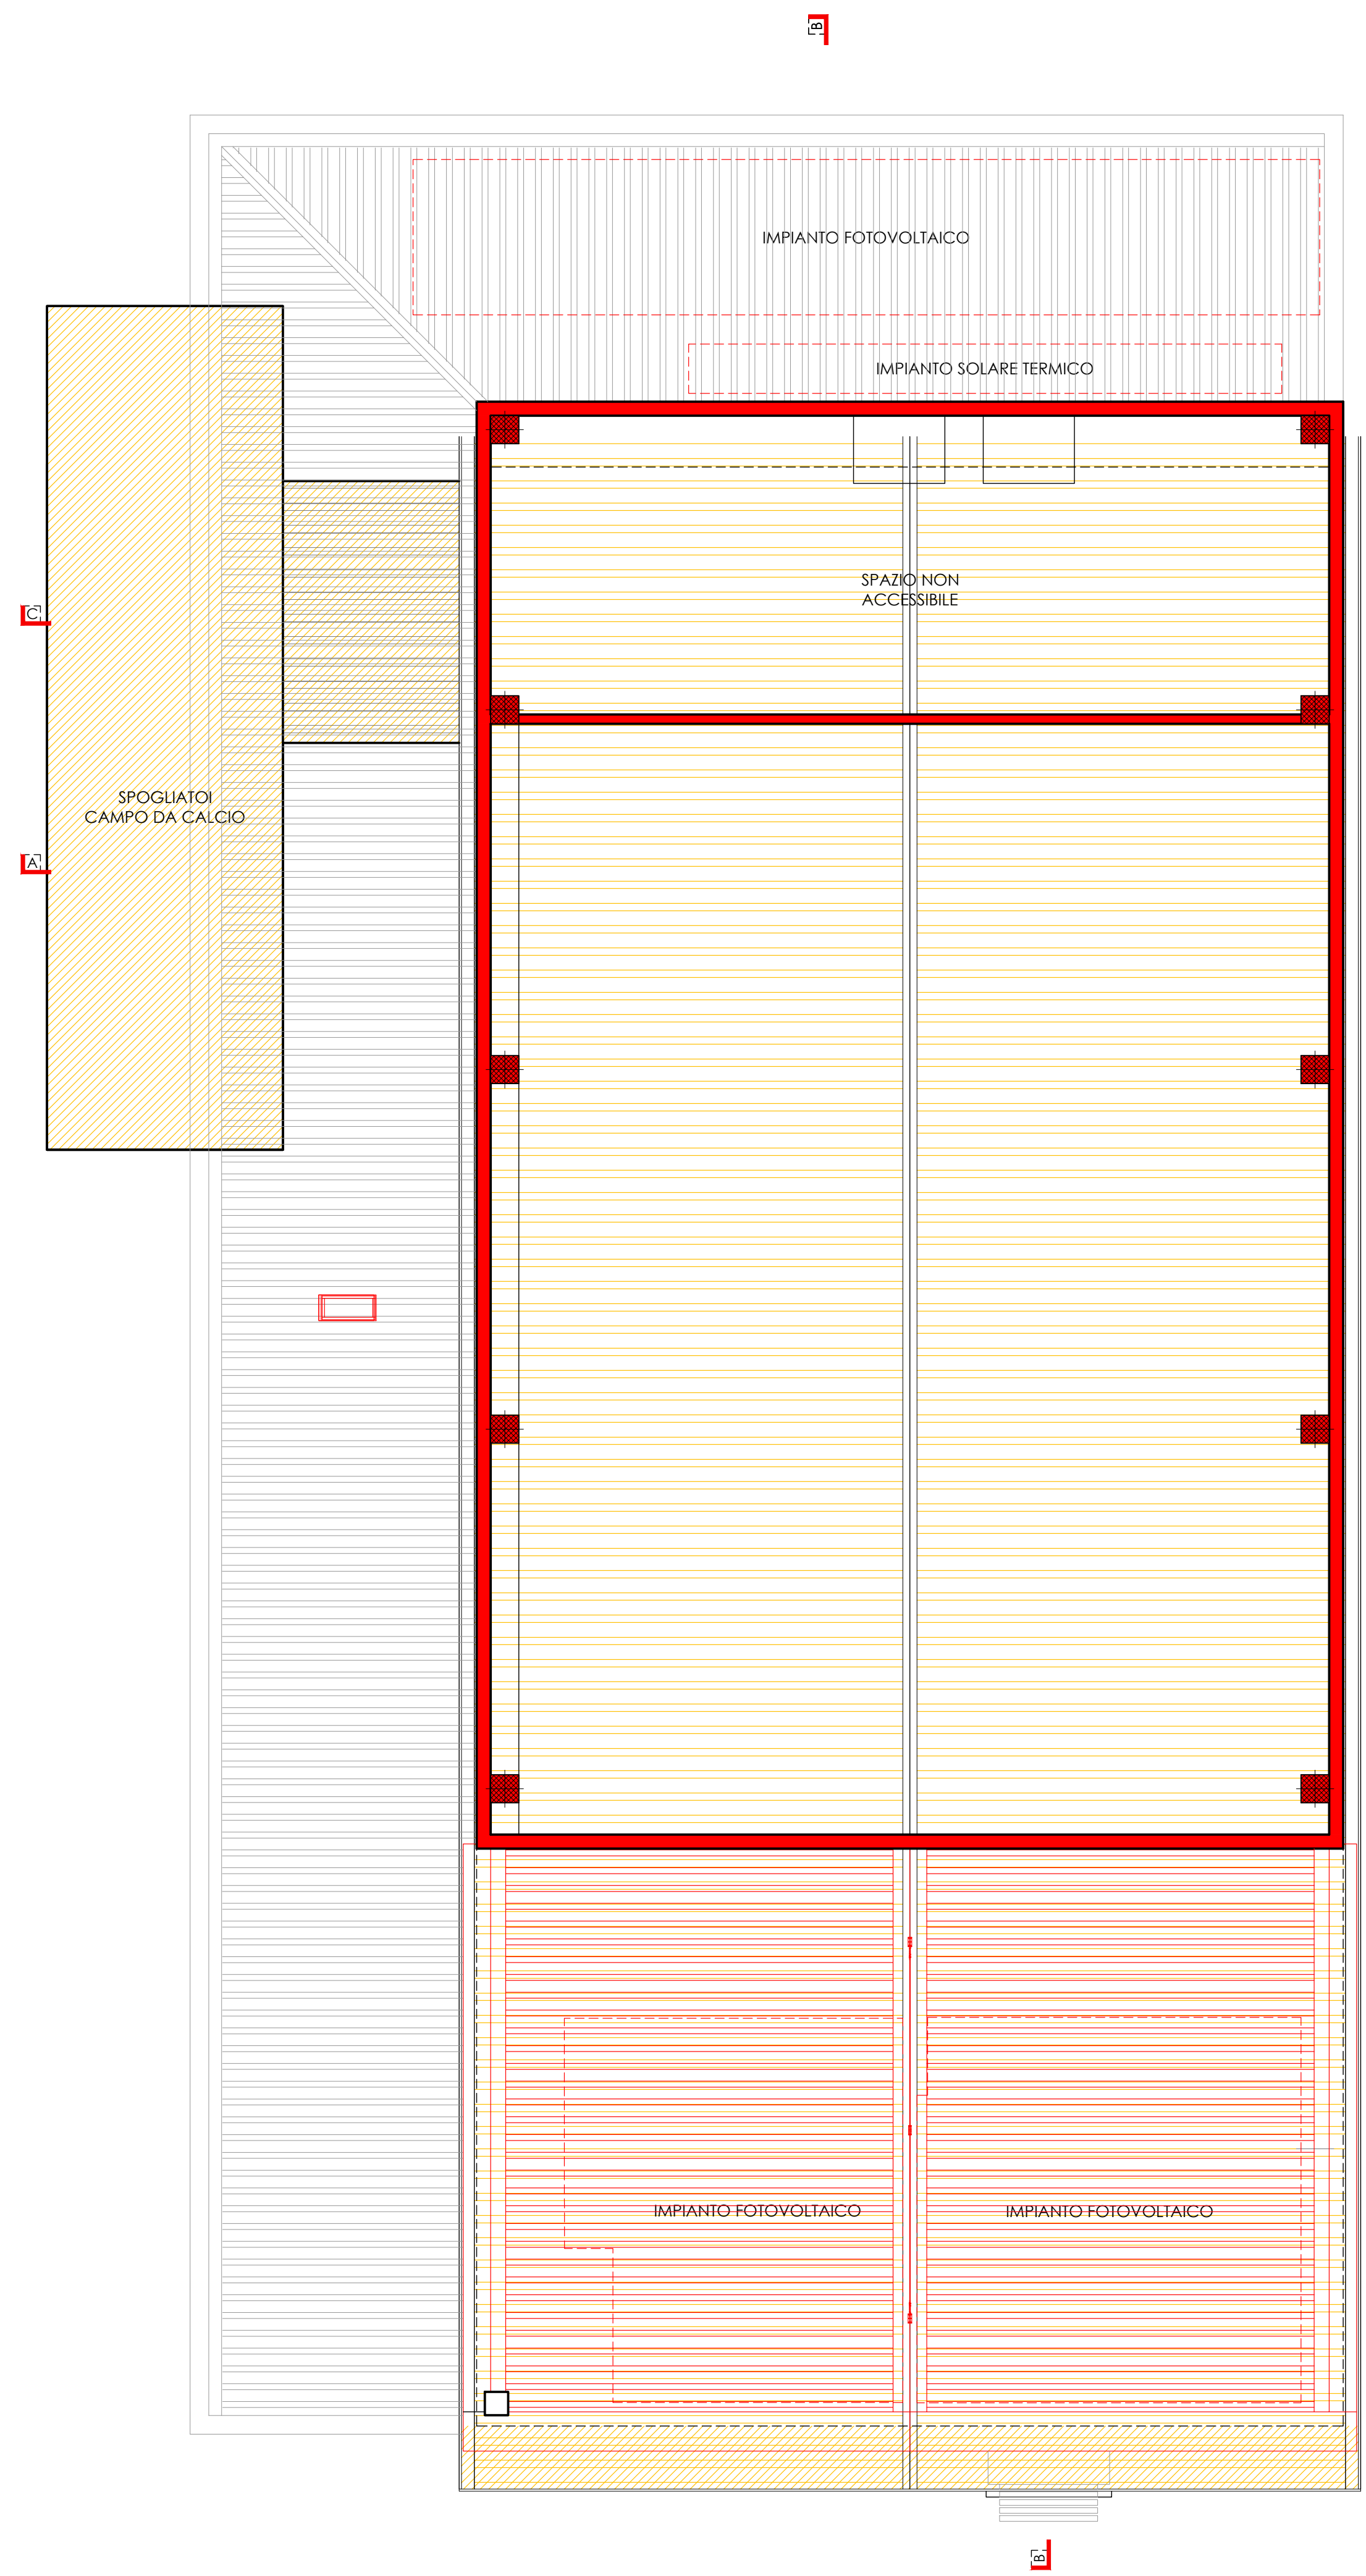 B
IMPIANTO FOTOVOLTAICO
IMPIANTO SOLARE TERMICO
SPAZIO NON
ACCESSIBILE
C
SPOGLIATOI
CAMPO DA CALCIO
A
IMPIANTO FOTOVOLTAICO
IMPIANTO FOTOVOLTAICO
B